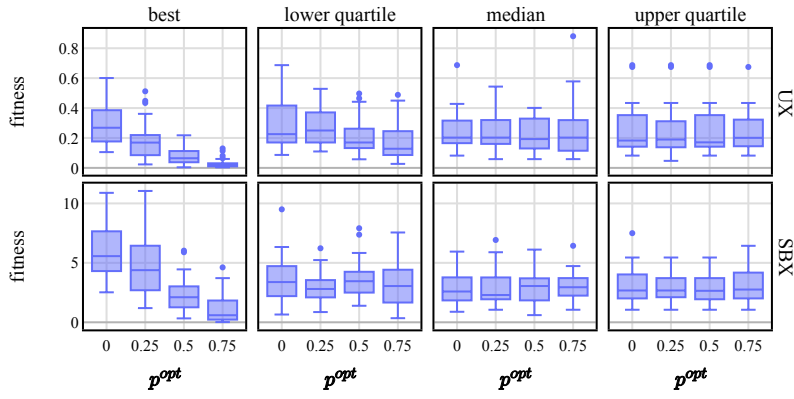 best lower quartile median upper quartile
fitness 0.8 0.6 0.4 0.2 0 UX
fitness 10 5 0 SBX
0 0.25 0.5 0.75 0 0.25 0.5 0.75 0 0.25 0.5 0.75 0 0.25 0.5 0.75
p^opt p^opt p^opt p^opt